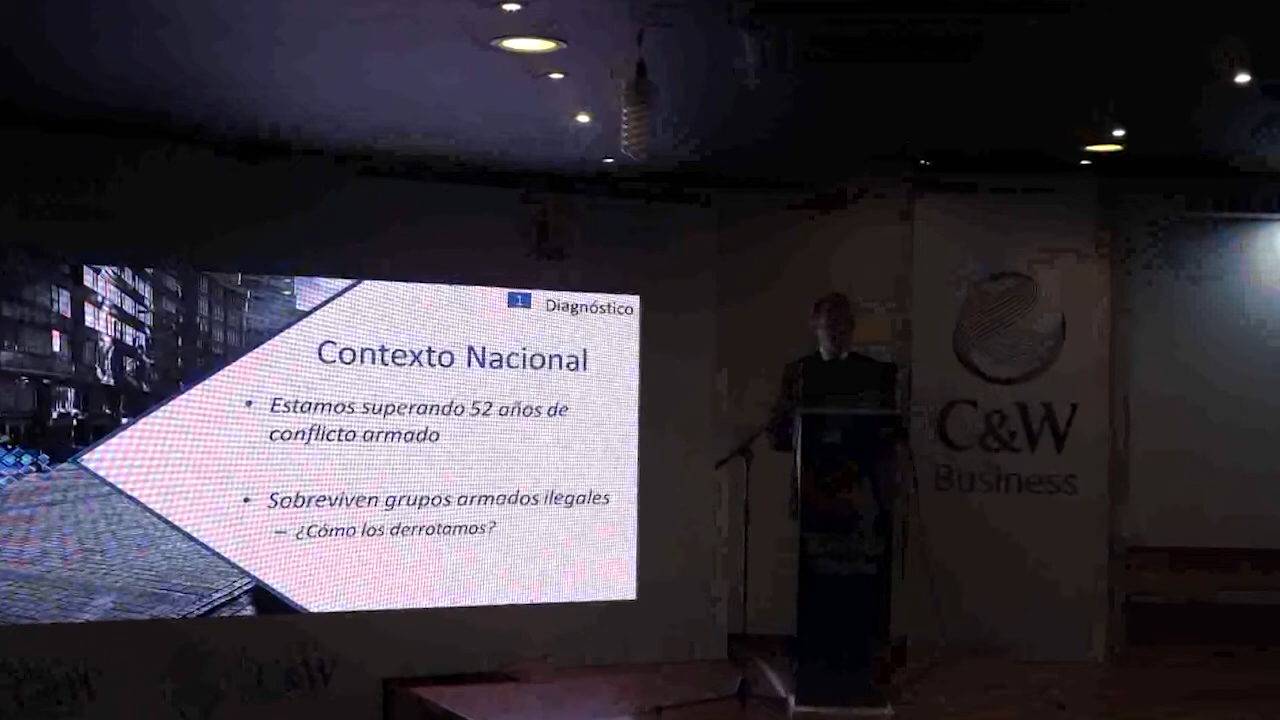 1 Diagnóstico
Contexto Nacional
• Estamos superando 52 años de
conflicto armado
• Sobreviven grupos armados ilegales
– ¿Cómo los derrotamos?
C&W
Business